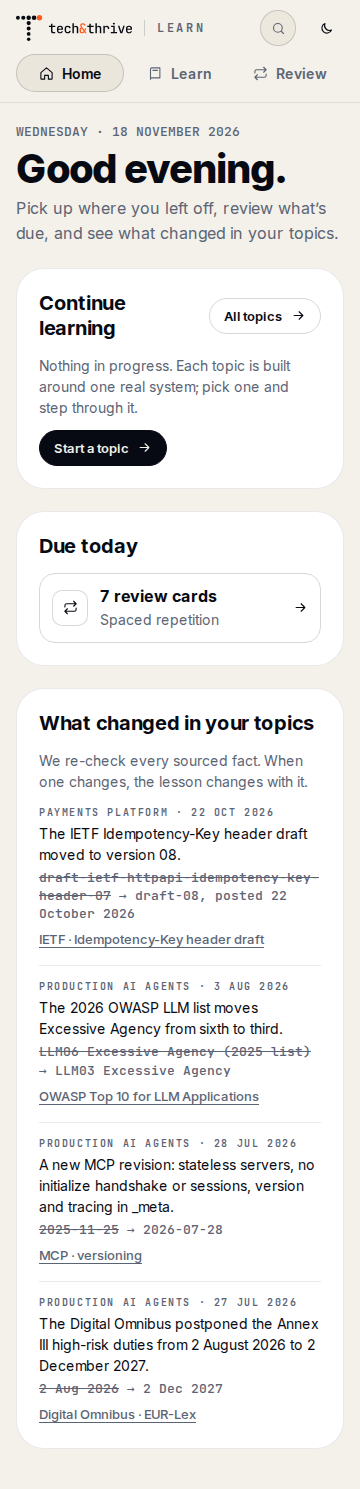 tech&thrive LEARN
Home Learn Review
WEDNESDAY · 18 NOVEMBER 2026
Good evening.
Pick up where you left off, review what's
due, and see what changed in your topics.
Continue
learning
All topics →
Nothing in progress. Each topic is built
around one real system; pick one and
step through it.
Start a topic →
Due today
7 review cards
Spaced repetition
→
What changed in your topics
We re-check every sourced fact. When
one changes, the lesson changes with it.
PAYMENTS PLATFORM · 22 OCT 2026
The IETF Idempotency-Key header draft
moved to version 08.
draft-ietf-httpapi-idempotency-key-
header-07 → draft-08, posted 22
October 2026
IETF · Idempotency-Key header draft
PRODUCTION AI AGENTS · 3 AUG 2026
The 2026 OWASP LLM list moves
Excessive Agency from sixth to third.
LLM06 Excessive Agency (2025 list)
→ LLM03 Excessive Agency
OWASP Top 10 for LLM Applications
PRODUCTION AI AGENTS · 28 JUL 2026
A new MCP revision: stateless servers, no
initialize handshake or sessions, version
and tracing in _meta.
2025-11-25 → 2026-07-28
MCP · versioning
PRODUCTION AI AGENTS · 27 JUL 2026
The Digital Omnibus postponed the Annex
III high-risk duties from 2 August 2026 to 2
December 2027.
2 Aug 2026 → 2 Dec 2027
Digital Omnibus · EUR-Lex